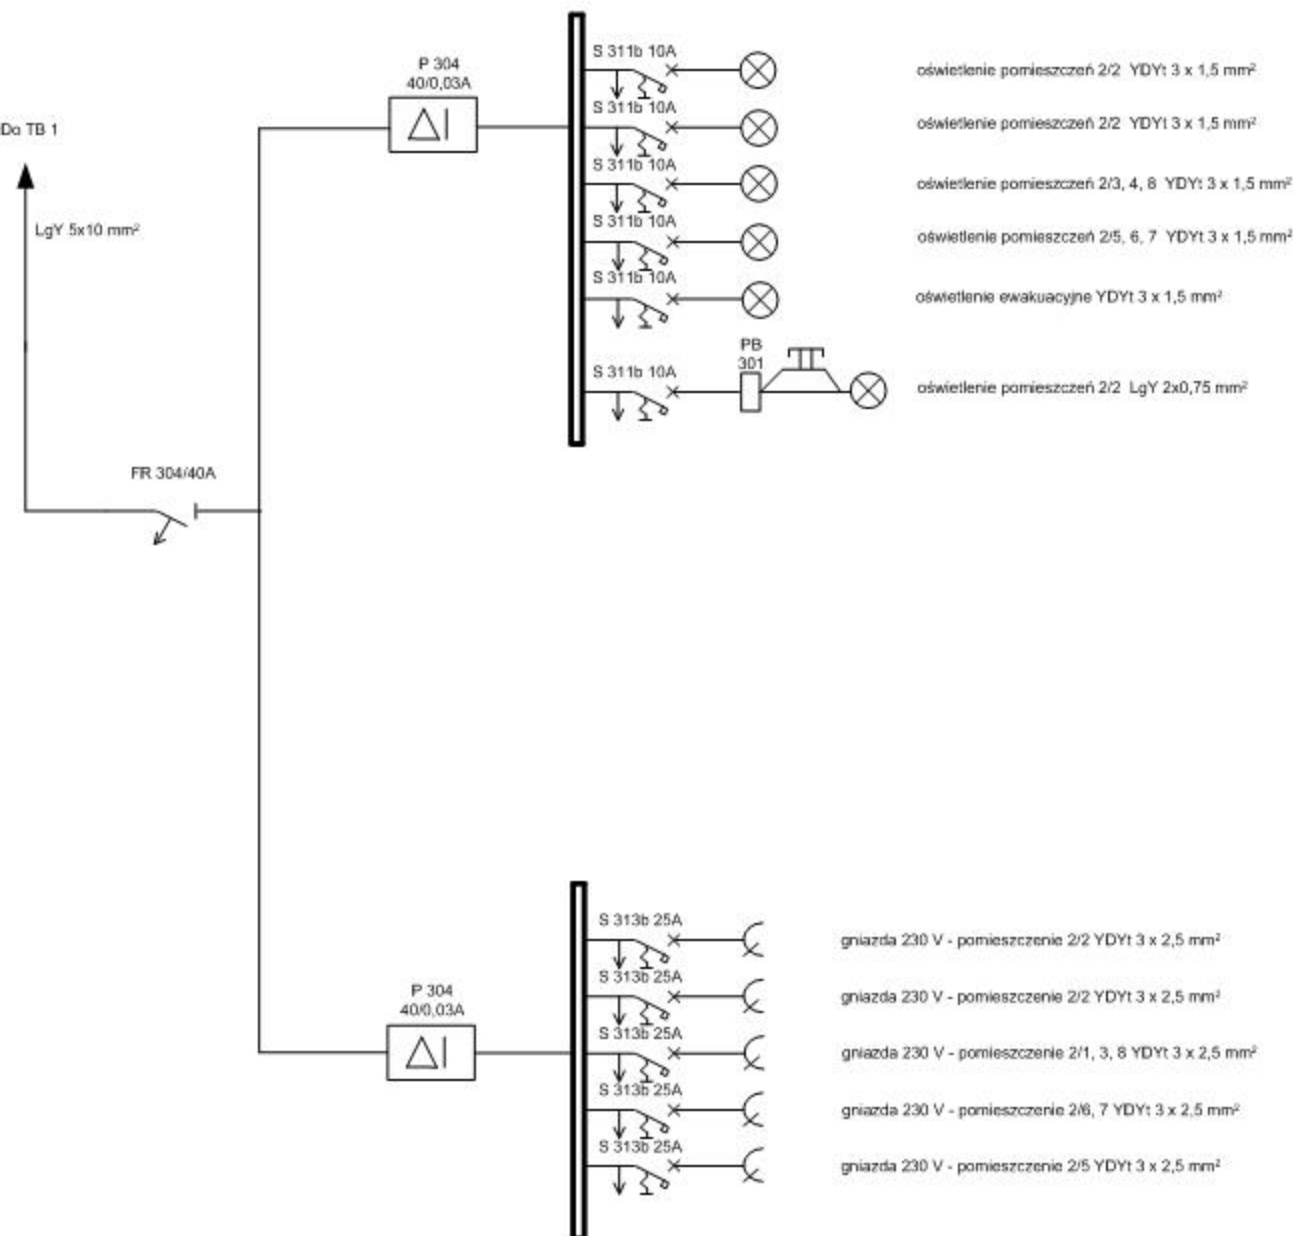 Do TB 1
LgY 5x10 mm²
FR 304/40A
P 304
40/0,03A
S 311b 10A
oświetlenie pomieszczeń 2/2 YDYt 3 x 1,5 mm²
S 311b 10A
oświetlenie pomieszczeń 2/2 YDYt 3 x 1,5 mm²
S 311b 10A
oświetlenie pomieszczeń 2/3, 4, 8 YDYt 3 x 1,5 mm²
S 311b 10A
oświetlenie pomieszczeń 2/5, 6, 7 YDYt 3 x 1,5 mm²
S 311b 10A
oświetlenie ewakuacyjne YDYt 3 x 1,5 mm²
S 311b 10A
PB
301
oświetlenie pomieszczeń 2/2 LgY 2x0,75 mm²
P 304
40/0,03A
S 313b 25A
gniazda 230 V - pomieszczenie 2/2 YDYt 3 x 2,5 mm²
S 313b 25A
gniazda 230 V - pomieszczenie 2/2 YDYt 3 x 2,5 mm²
S 313b 25A
gniazda 230 V - pomieszczenie 2/1, 3, 8 YDYt 3 x 2,5 mm²
S 313b 25A
gniazda 230 V - pomieszczenie 2/6, 7 YDYt 3 x 2,5 mm²
S 313b 25A
gniazda 230 V - pomieszczenie 2/5 YDYt 3 x 2,5 mm²